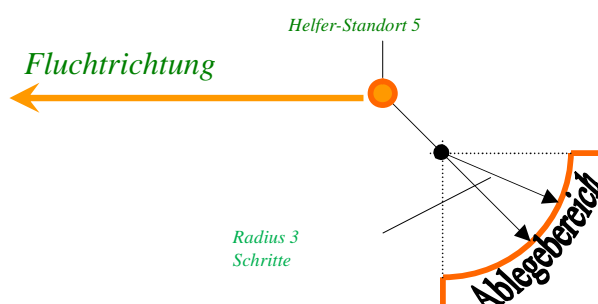 Helfer-Standort 5
Fluchtrichtung
Radius 3
Schritte
Ablegebereich